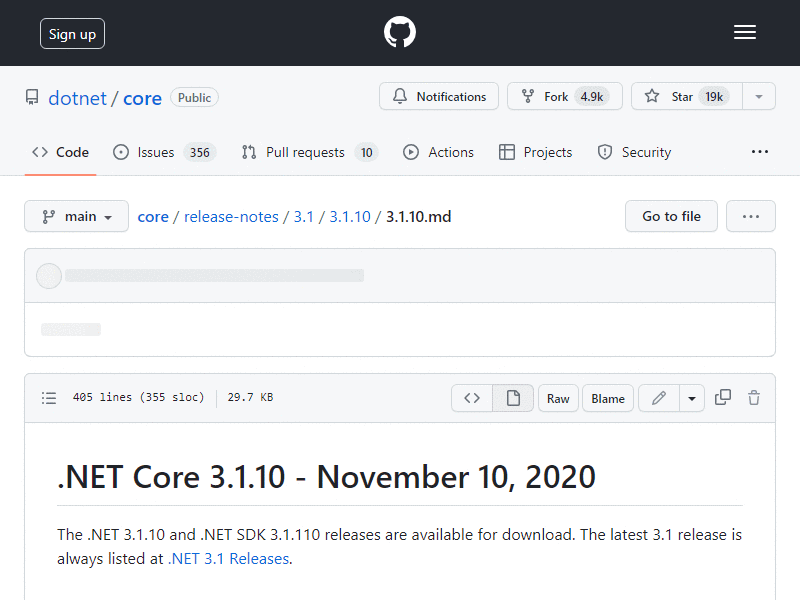 Sign up
dotnet / core Public Notifications Fork 4.9k Star 19k
Code Issues 356 Pull requests 10 Actions Projects Security ...
main core / release-notes / 3.1 / 3.1.10 / 3.1.10.md Go to file ...
405 lines (355 sloc) 29.7 KB <> Raw Blame
.NET Core 3.1.10 - November 10, 2020
The .NET 3.1.10 and .NET SDK 3.1.110 releases are available for download. The latest 3.1 release is
always listed at .NET 3.1 Releases.